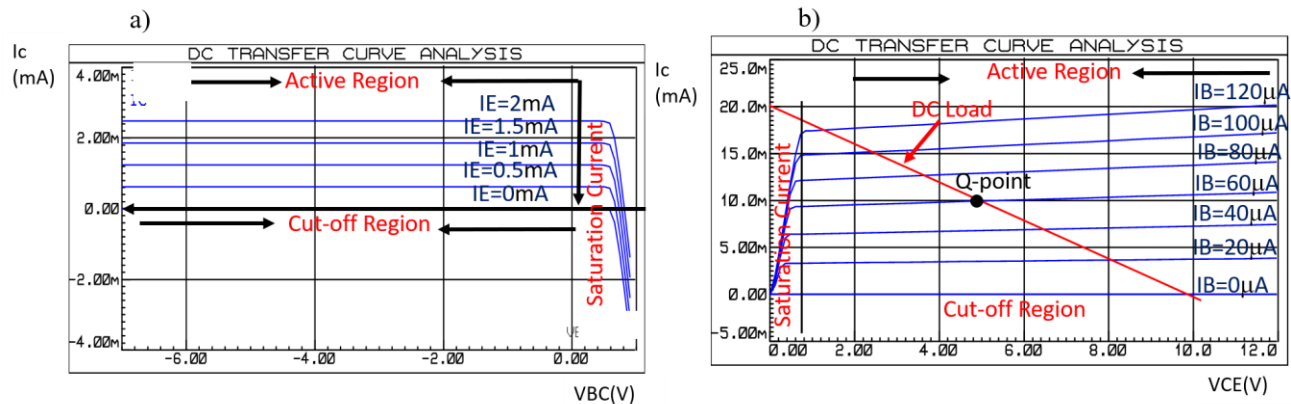 a)
Ic
(mA)
DC TRANSFER CURVE ANALYSIS
4.00m
2.00m
0.00
-2.00m
-4.00m
Active Region
IE=2mA
IE=1.5mA
IE=1mA
IE=0.5mA
IE=0mA
Cut-off Region
Saturation Current
VE
-6.00
-4.00
-2.00
0.00
VBC(V)
b)
Ic
(mA)
DC TRANSFER CURVE ANALYSIS
25.0m
20.0m
15.0m
10.0m
5.00m
0.00
-5.00m
Active Region
DC Load
Q-point
IB=120μA
IB=100μA
IB=80μA
IB=60μA
IB=40μA
IB=20μA
IB=0μA
Saturation Current
Cut-off Region
0.00
2.00
4.00
6.00
8.00
10.0
12.0
VCE(V)